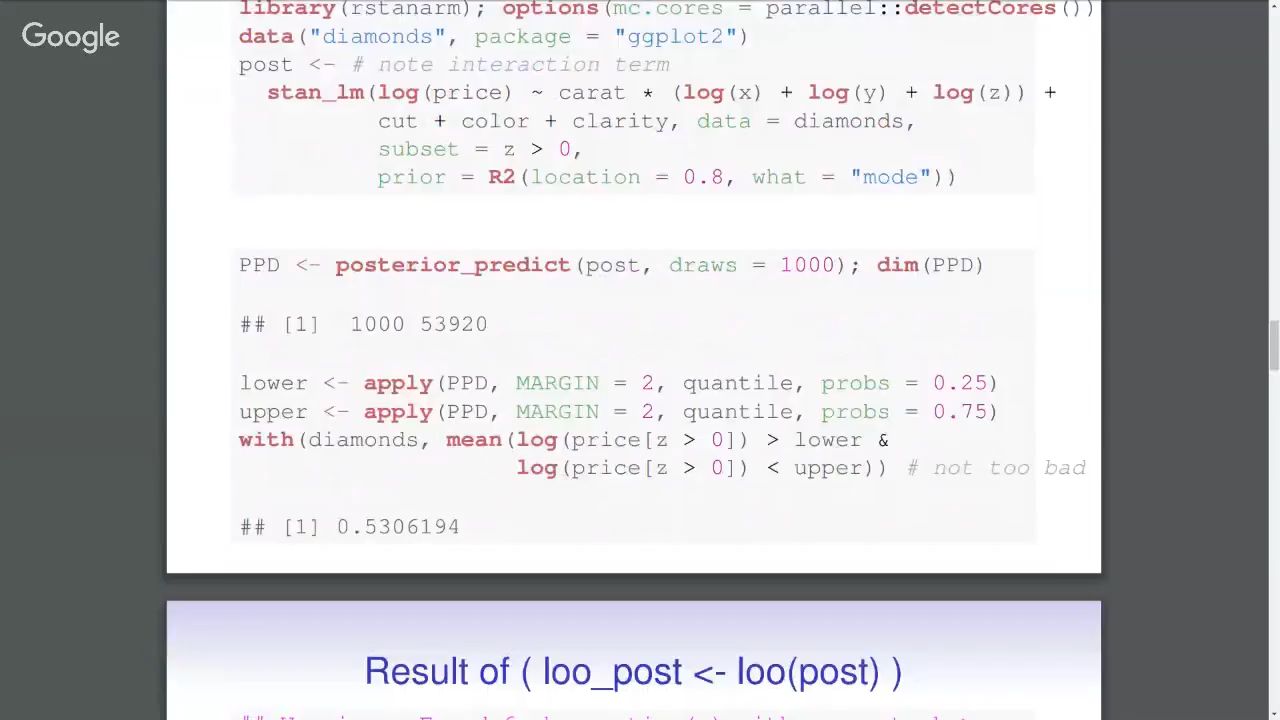 Google
library(rstanarm); options(mc.cores = parallel::detectCores())
data("diamonds", package = "ggplot2")
post <- # note interaction term
stan_lm(log(price) ~ carat * (log(x) + log(y) + log(z)) +
cut + color + clarity, data = diamonds,
subset = z > 0,
prior = R2(location = 0.8, what = "mode"))
PPD <- posterior_predict(post, draws = 1000); dim(PPD)
## [1] 1000 53920
lower <- apply(PPD, MARGIN = 2, quantile, probs = 0.25)
upper <- apply(PPD, MARGIN = 2, quantile, probs = 0.75)
with(diamonds, mean(log(price[z > 0]) > lower &
log(price[z > 0]) < upper)) # not too bad
## [1] 0.5306194
Result of ( loo_post <- loo(post) )